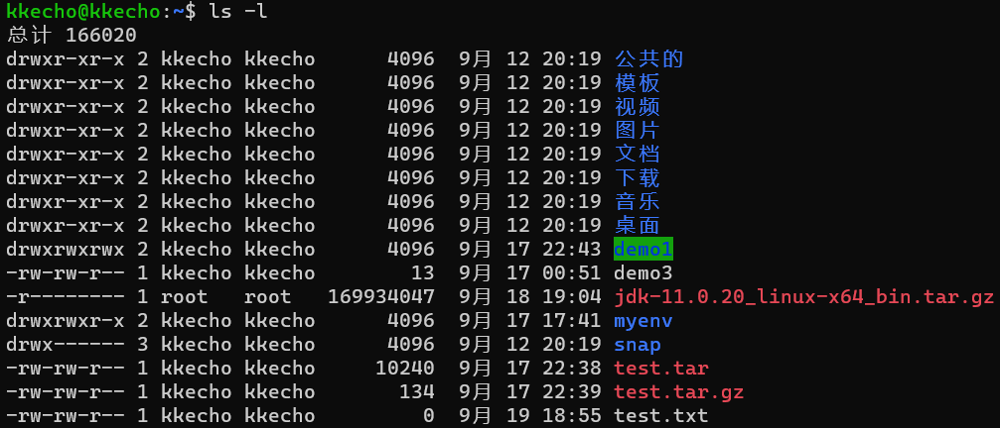 kkecho@kkecho:~$ ls -l
总计 166020
drwxr-xr-x 2 kkecho kkecho      4096  9月 12 20:19 公共的
drwxr-xr-x 2 kkecho kkecho      4096  9月 12 20:19 模板
drwxr-xr-x 2 kkecho kkecho      4096  9月 12 20:19 视频
drwxr-xr-x 2 kkecho kkecho      4096  9月 12 20:19 图片
drwxr-xr-x 2 kkecho kkecho      4096  9月 12 20:19 文档
drwxr-xr-x 2 kkecho kkecho      4096  9月 12 20:19 下载
drwxr-xr-x 2 kkecho kkecho      4096  9月 12 20:19 音乐
drwxr-xr-x 2 kkecho kkecho      4096  9月 12 20:19 桌面
drwxrwxrwx 2 kkecho kkecho      4096  9月 17 22:43 demo1
-rw-rw-r-- 1 kkecho kkecho        13  9月 17 00:51 demo3
-r-------- 1 root   root   169934047  9月 18 19:04 jdk-11.0.20_linux-x64_bin.tar.gz
drwxrwxr-x 2 kkecho kkecho      4096  9月 17 17:41 myenv
drwx------ 3 kkecho kkecho      4096  9月 12 20:19 snap
-rw-rw-r-- 1 kkecho kkecho     10240  9月 17 22:38 test.tar
-rw-rw-r-- 1 kkecho kkecho       134  9月 17 22:39 test.tar.gz
-rw-rw-r-- 1 kkecho kkecho         0  9月 19 18:55 test.txt